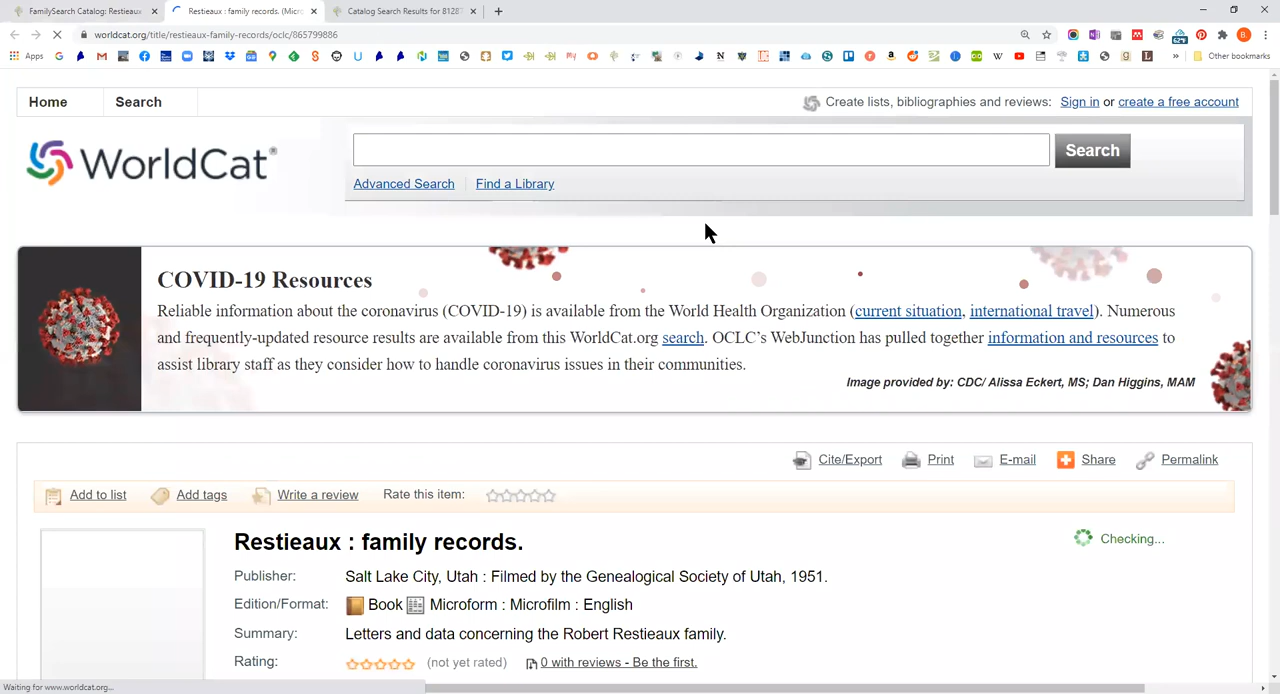 FamilySearch Catalog: Restieaux
Restieaux : family records. (Micro
Catalog Search Results for 8128
worldcat.org/title/restieaux-family-records/oclc/865799886
Apps
Other bookmarks
Home
Search
Create lists, bibliographies and reviews: Sign in or create a free account
WorldCat®
Search
Advanced Search
Find a Library
COVID-19 Resources
Reliable information about the coronavirus (COVID-19) is available from the World Health Organization (current situation, international travel). Numerous
and frequently-updated resource results are available from this WorldCat.org search. OCLC's WebJunction has pulled together information and resources to
assist library staff as they consider how to handle coronavirus issues in their communities.
Image provided by: CDC/ Alissa Eckert, MS; Dan Higgins, MAM
Cite/Export
Print
E-mail
Share
Permalink
Add to list
Add tags
Write a review
Rate this item:
Restieaux : family records.
Checking...
Publisher: Salt Lake City, Utah : Filmed by the Genealogical Society of Utah, 1951.
Edition/Format: Book Microform : Microfilm : English
Summary: Letters and data concerning the Robert Restieaux family.
Rating: (not yet rated) 0 with reviews - Be the first.
Waiting for www.worldcat.org...